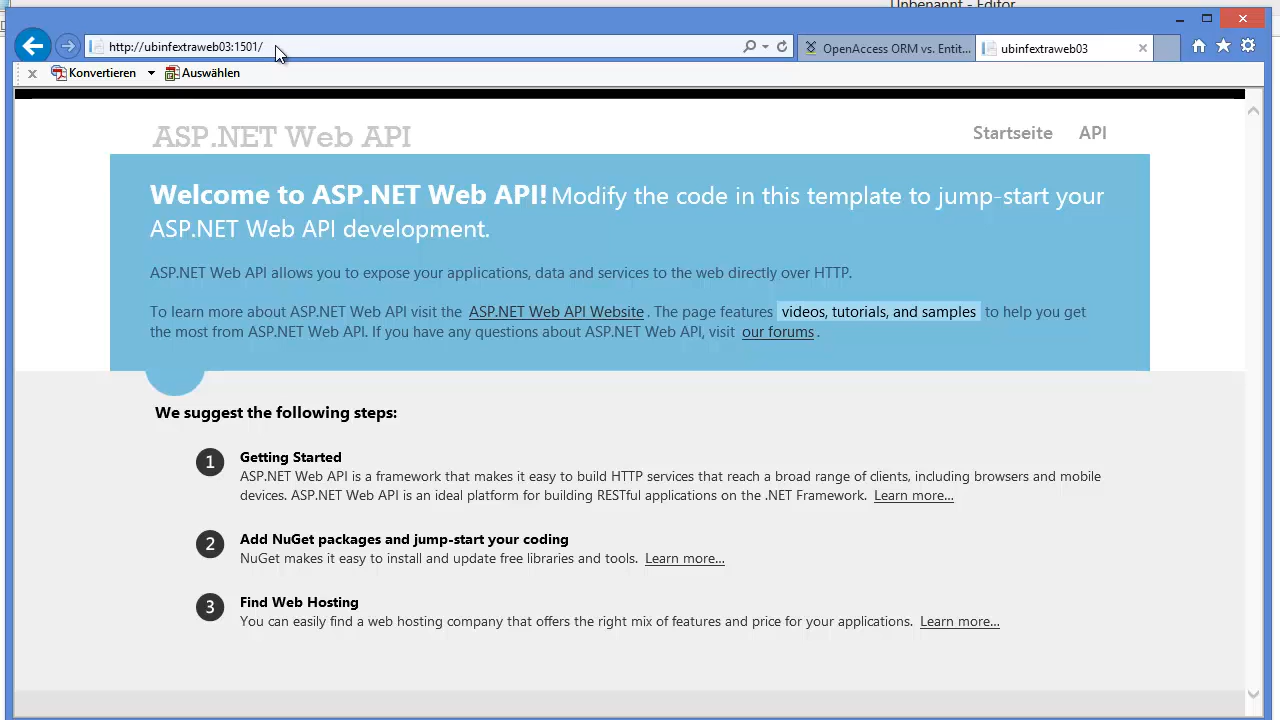 Unbenannt - Editor
http://ubinfextraweb03:1501/
OpenAccess ORM vs. Entit...
ubinfextraweb03
Konvertieren
Auswählen
ASP.NET Web API
Startseite
API
Welcome to ASP.NET Web API! Modify the code in this template to jump-start your
ASP.NET Web API development.
ASP.NET Web API allows you to expose your applications, data and services to the web directly over HTTP.
To learn more about ASP.NET Web API visit the ASP.NET Web API Website . The page features videos, tutorials, and samples to help you get
the most from ASP.NET Web API. If you have any questions about ASP.NET Web API, visit our forums .
We suggest the following steps:
1 Getting Started
ASP.NET Web API is a framework that makes it easy to build HTTP services that reach a broad range of clients, including browsers and mobile
devices. ASP.NET Web API is an ideal platform for building RESTful applications on the .NET Framework. Learn more...
2 Add NuGet packages and jump-start your coding
NuGet makes it easy to install and update free libraries and tools. Learn more...
3 Find Web Hosting
You can easily find a web hosting company that offers the right mix of features and price for your applications. Learn more...